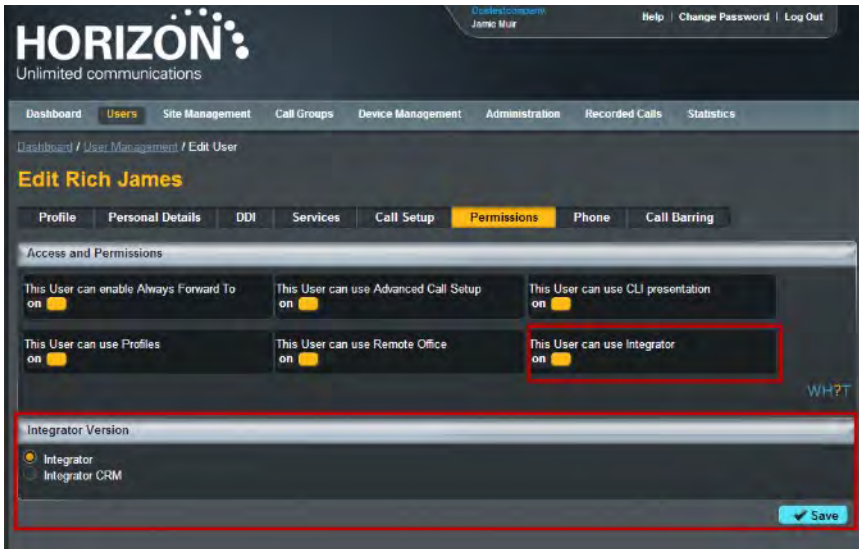 Jamie Muir
Help | Change Password | Log Out
HORIZON
Unlimited communications
Dashboard Users Site Management Call Groups Device Management Administration Recorded Calls Statistics
Dashboard / User Management / Edit User
Edit Rich James
Profile Personal Details DDI Services Call Setup Permissions Phone Call Barring
Access and Permissions
This User can enable Always Forward To This User can use Advanced Call Setup This User can use CLI presentation
on on on
This User can use Profiles This User can use Remote Office This User can use Integrator
on on on
WH?T
Integrator Version
Integrator
Integrator CRM
Save